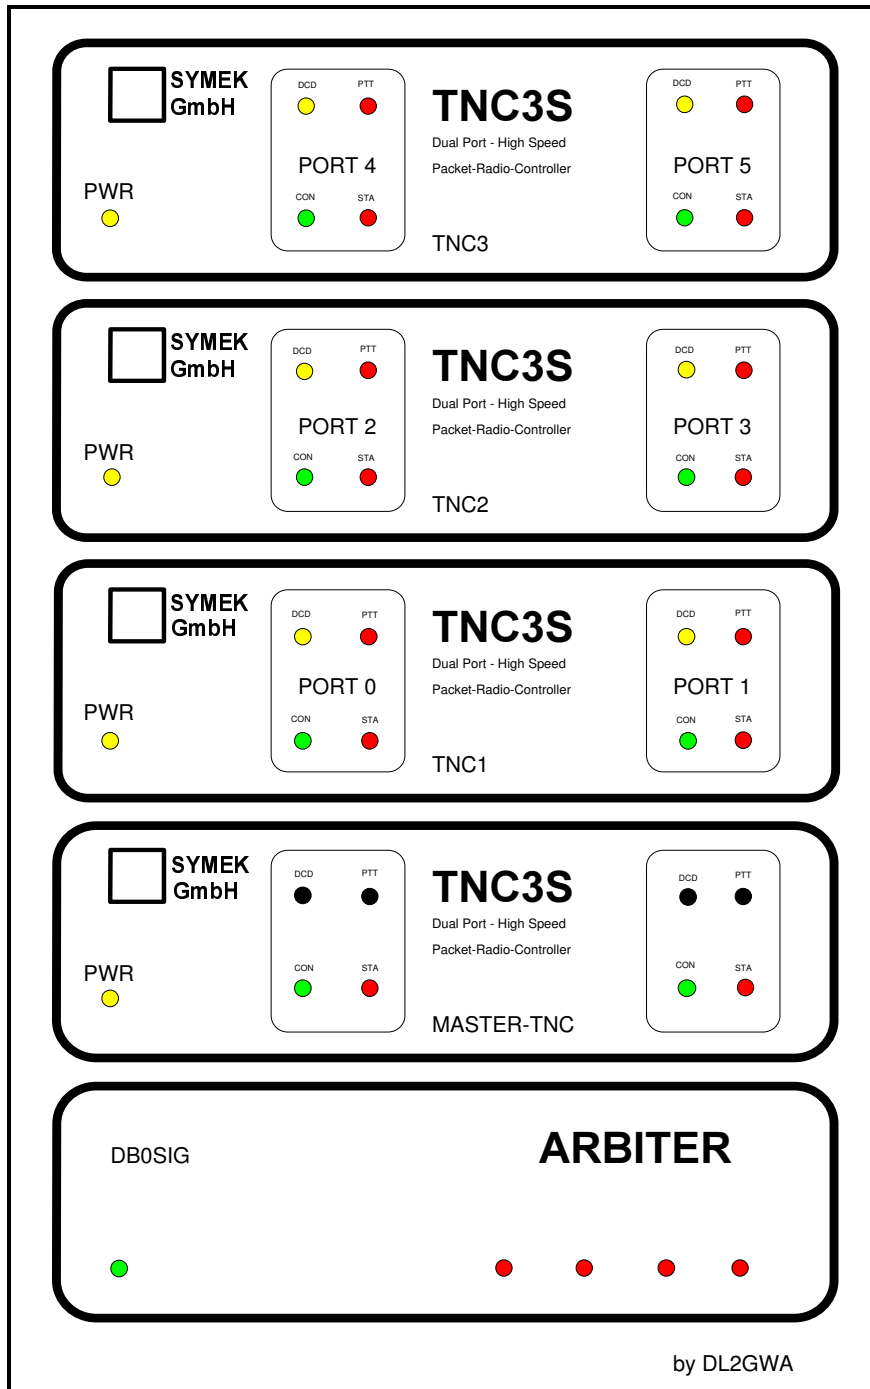 SYMEK
GmbH
DCD PTT
PORT 4
CON STA
PWR
TNC3S
Dual Port - High Speed
Packet-Radio-Controller
TNC3
DCD PTT
PORT 5
CON STA
SYMEK
GmbH
DCD PTT
PORT 2
CON STA
PWR
TNC3S
Dual Port - High Speed
Packet-Radio-Controller
TNC2
DCD PTT
PORT 3
CON STA
SYMEK
GmbH
DCD PTT
PORT 0
CON STA
PWR
TNC3S
Dual Port - High Speed
Packet-Radio-Controller
TNC1
DCD PTT
PORT 1
CON STA
SYMEK
GmbH
DCD PTT
CON STA
PWR
TNC3S
Dual Port - High Speed
Packet-Radio-Controller
MASTER-TNC
DCD PTT
CON STA
DB0SIG
ARBITER
by DL2GWA